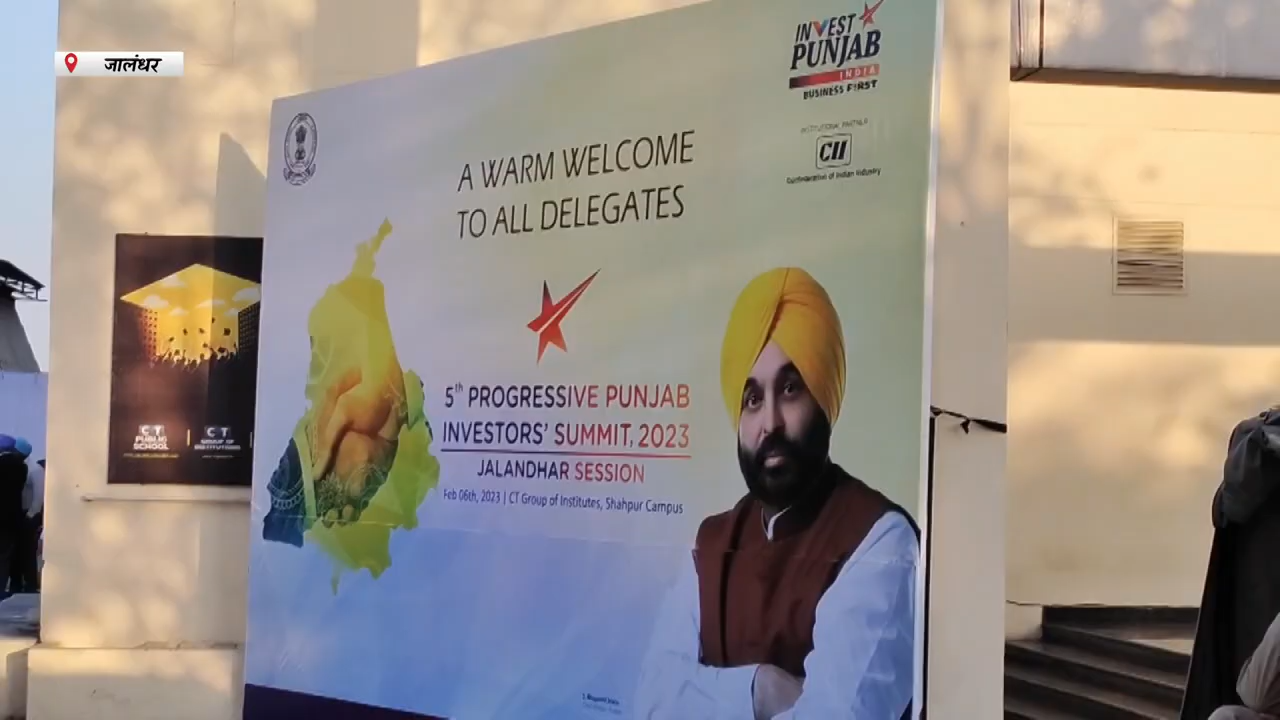 जालंधर
INVEST
PUNJAB
INDIA
BUSINESS FIRST
INSTITUTIONAL PARTNER
CII
Confederation of Indian Industry
A WARM WELCOME
TO ALL DELEGATES
5th PROGRESSIVE PUNJAB
INVESTORS' SUMMIT, 2023
JALANDHAR SESSION
Feb 06th, 2023 | CT Group of Institutes, Shahpur Campus
CT
PUBLIC
SCHOOL
CT
GROUP OF
INSTITUTIONS